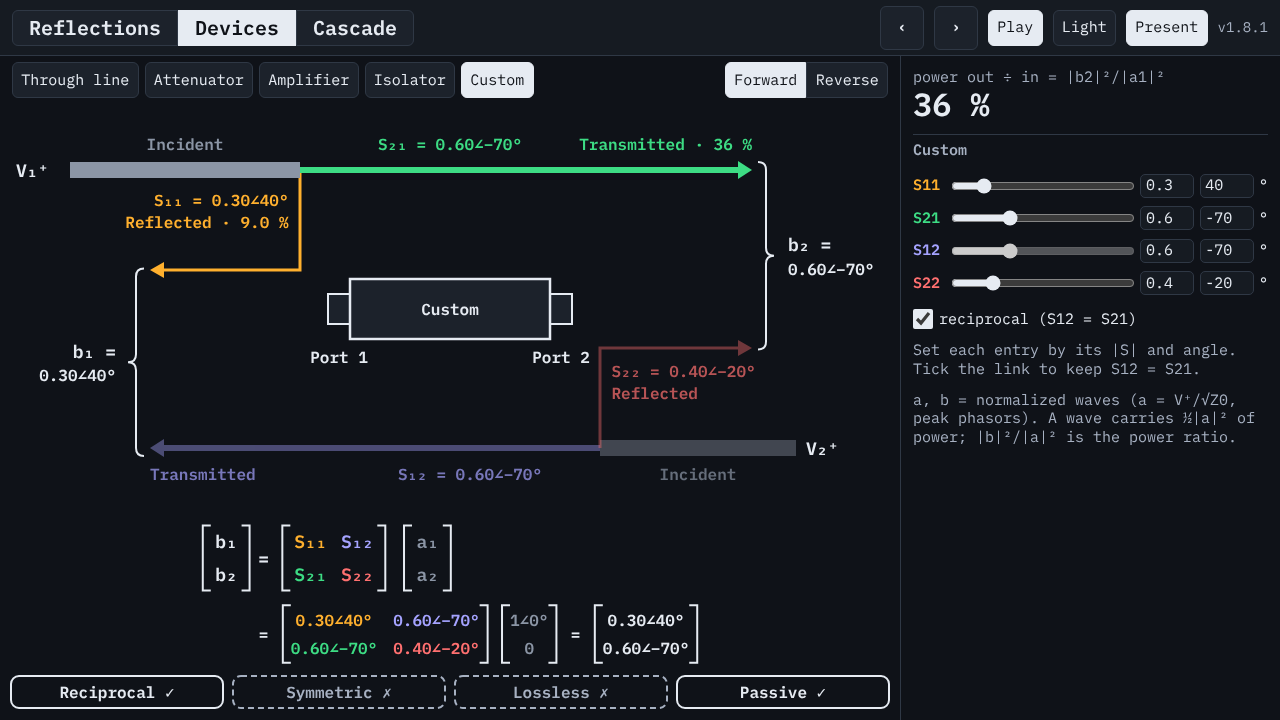 Reflections Devices Cascade ‹ › Play Light Present v1.8.1
Through line Attenuator Amplifier Isolator Custom Forward Reverse
Incident S₂₁ = 0.60∠−70° Transmitted · 36 %
V₁⁺
S₁₁ = 0.30∠40°
Reflected · 9.0 %
b₂ =
0.60∠−70°
Custom
Port 1 Port 2
b₁ =
0.30∠40°
S₂₂ = 0.40∠−20°
Reflected
V₂⁺
Transmitted S₁₂ = 0.60∠−70° Incident
b₁ S₁₁ S₁₂ a₁
=
b₂ S₂₁ S₂₂ a₂
0.30∠40° 0.60∠−70° 1∠0° 0.30∠40°
= =
0.60∠−70° 0.40∠−20° 0 0.60∠−70°
Reciprocal ✓ Symmetric ✗ Lossless ✗ Passive ✓
power out ÷ in = |b2|²/|a1|²
36 %
Custom
S11 0.3 40 °
S21 0.6 -70 °
S12 0.6 -70 °
S22 0.4 -20 °
reciprocal (S12 = S21)
Set each entry by its |S| and angle.
Tick the link to keep S12 = S21.
a, b = normalized waves (a = V⁺/√Z0,
peak phasors). A wave carries ½|a|² of
power; |b|²/|a|² is the power ratio.